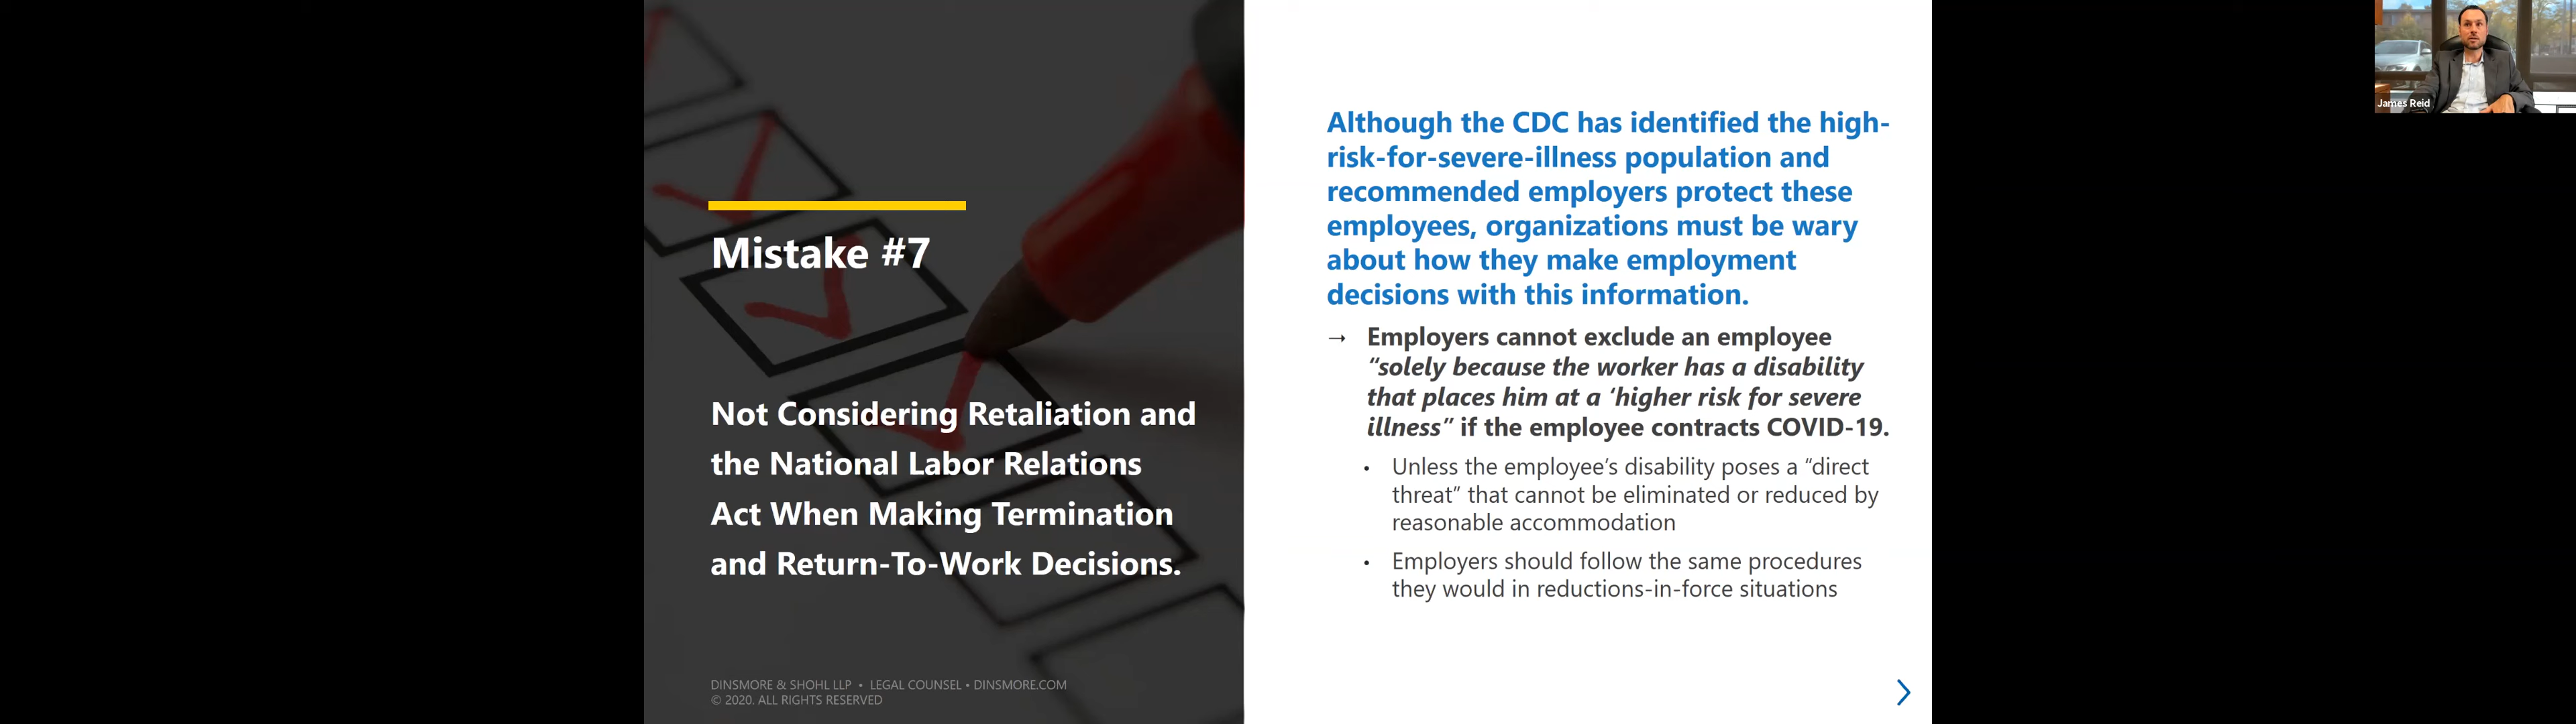 Mistake #7
Not Considering Retaliation and
the National Labor Relations
Act When Making Termination
and Return-To-Work Decisions.
DINSMORE & SHOHL LLP • LEGAL COUNSEL • DINSMORE.COM
© 2020. ALL RIGHTS RESERVED
Although the CDC has identified the high-
risk-for-severe-illness population and
recommended employers protect these
employees, organizations must be wary
about how they make employment
decisions with this information.
→ Employers cannot exclude an employee
“solely because the worker has a disability
that places him at a ‘higher risk for severe
illness” if the employee contracts COVID-19.
• Unless the employee’s disability poses a “direct
threat” that cannot be eliminated or reduced by
reasonable accommodation
• Employers should follow the same procedures
they would in reductions-in-force situations
James Reid